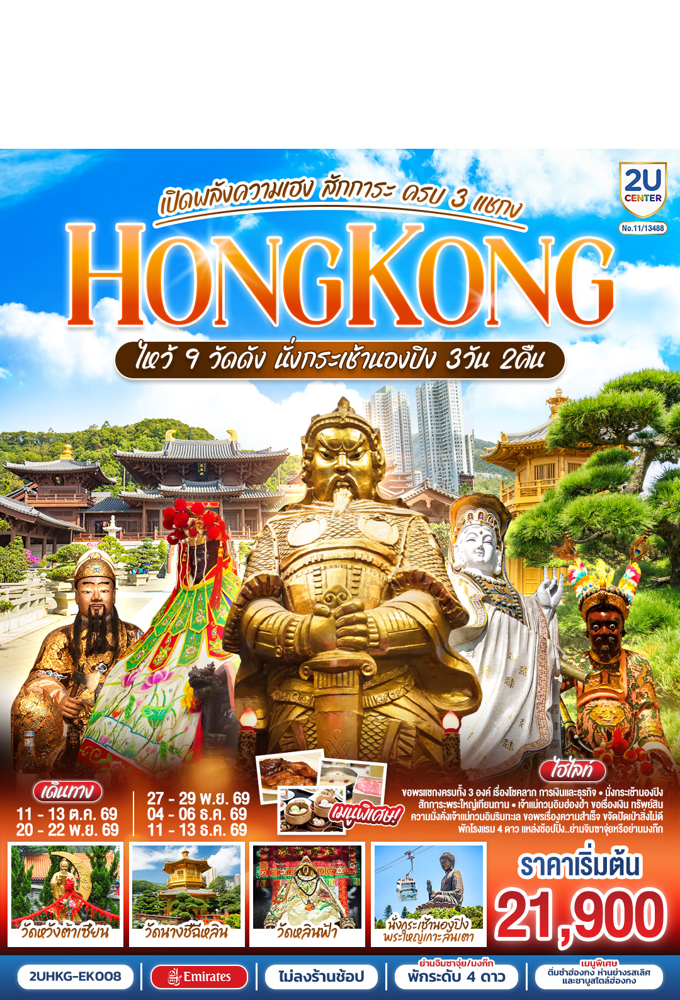 2U
CENTER
No.11/13488
เปิดพลังความเฮง สักการะ ครบ 3 แชกง
HONGKONG
ไหว้ 9 วัดดัง นั่งกระเช้านองปิง 3วัน 2คืน
เดินทาง
11 - 13 ต.ค. 69
20 - 22 พ.ย. 69
27 - 29 พ.ย. 69
04 - 06 ธ.ค. 69
11 - 13 ธ.ค. 69
เมนูพิเศษ!
ไฮไลท์
ขอพรแชกงครบทั้ง 3 องค์ เรื่องโชคลาภ การเงินและธุรกิจ • นั่งกระเช้านองปิง
สักการะพระใหญ่เทียนถาน • เจ้าแม่กวนอิมฮ่องฮำ ขอเรื่องเงิน ทรัพย์สิน
ความมั่งคั่งเจ้าแม่กวนอิมริมทะเล ขอพรเรื่องความสำเร็จ ขจัดปัดเป่าสิ่งไม่ดี
พักโรงแรม 4 ดาว แหล่งช้อปปิ้ง..ย่านจิมซาจุ่ยหรือย่านมงก๊ก
วัดหวังต้าเซียน
วัดนางชีฉีหลิน
วัดหลินฟ้า
นั่งกระเช้านองปิง
พระใหญ่เกาะลันเตา
ราคาเริ่มต้น
21,900
2UHKG-EK008
Emirates
ไม่ลงร้านช้อป
ย่านจิมซาจุ่ย/มงก๊ก
พักระดับ 4 ดาว
เมนูพิเศษ
ติ่มซำฮ่องกง ห่านย่างรสเลิศ
และชาบูสไตล์ฮ่องกง